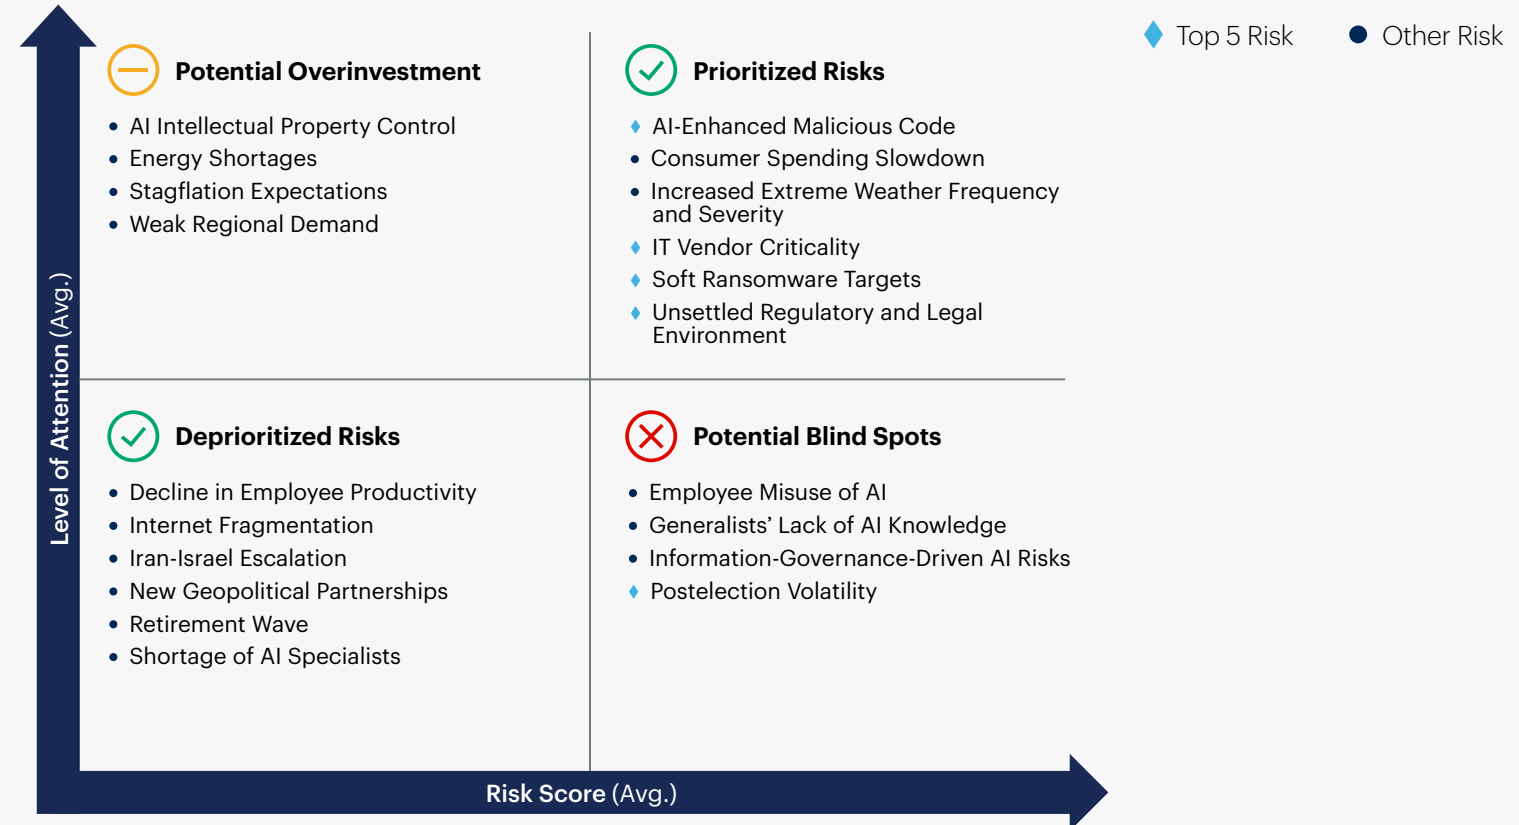 Top 5 Risk
Other Risk
Potential Overinvestment
AI Intellectual Property Control
Energy Shortages
Stagflation Expectations
Weak Regional Demand
Prioritized Risks
AI-Enhanced Malicious Code
Consumer Spending Slowdown
Increased Extreme Weather Frequency
and Severity
IT Vendor Criticality
Soft Ransomware Targets
Unsettled Regulatory and Legal
Environment
Level of Attention (Avg.)
Deprioritized Risks
Decline in Employee Productivity
Internet Fragmentation
Iran-Israel Escalation
New Geopolitical Partnerships
Retirement Wave
Shortage of AI Specialists
Potential Blind Spots
Employee Misuse of AI
Generalists’ Lack of AI Knowledge
Information-Governance-Driven AI Risks
Postelection Volatility
Risk Score (Avg.)